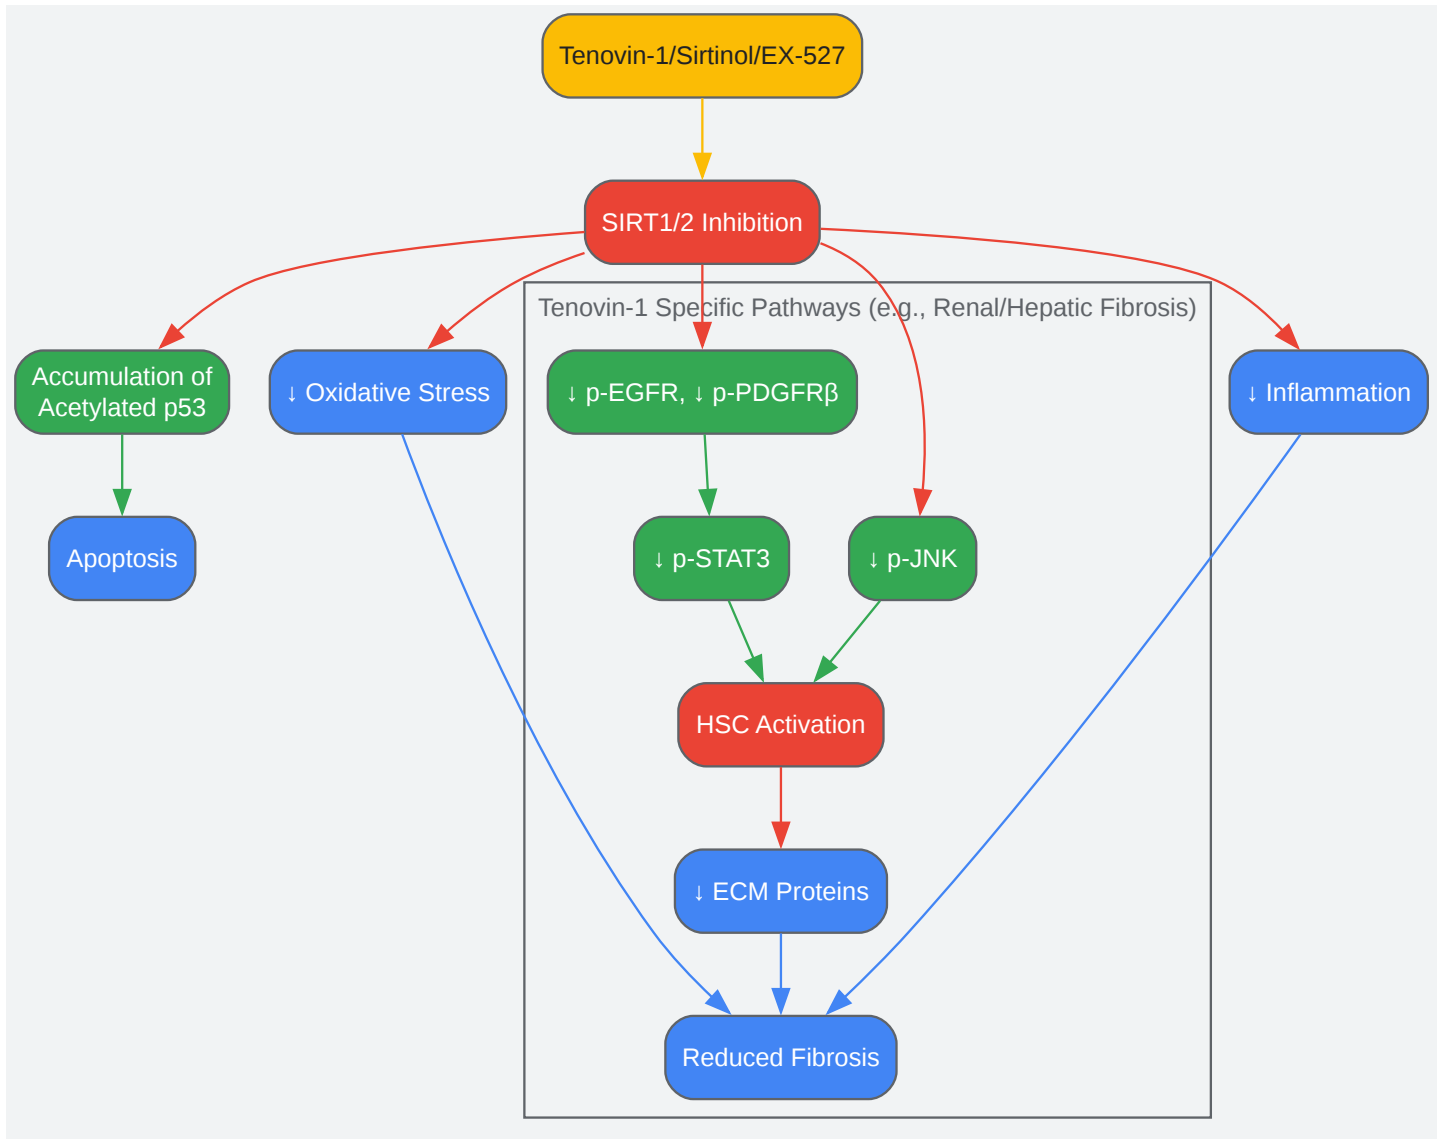 Tenovin-1/Sirtinol/EX-527
SIRT1/2 Inhibition
Tenovin-1 Specific Pathways (e.g., Renal/Hepatic Fibrosis)
Accumulation of
Acetylated p53
↓ Oxidative Stress
↓ p-EGFR, ↓ p-PDGFRβ
↓ Inflammation
Apoptosis
↓ p-STAT3
↓ p-JNK
HSC Activation
↓ ECM Proteins
Reduced Fibrosis